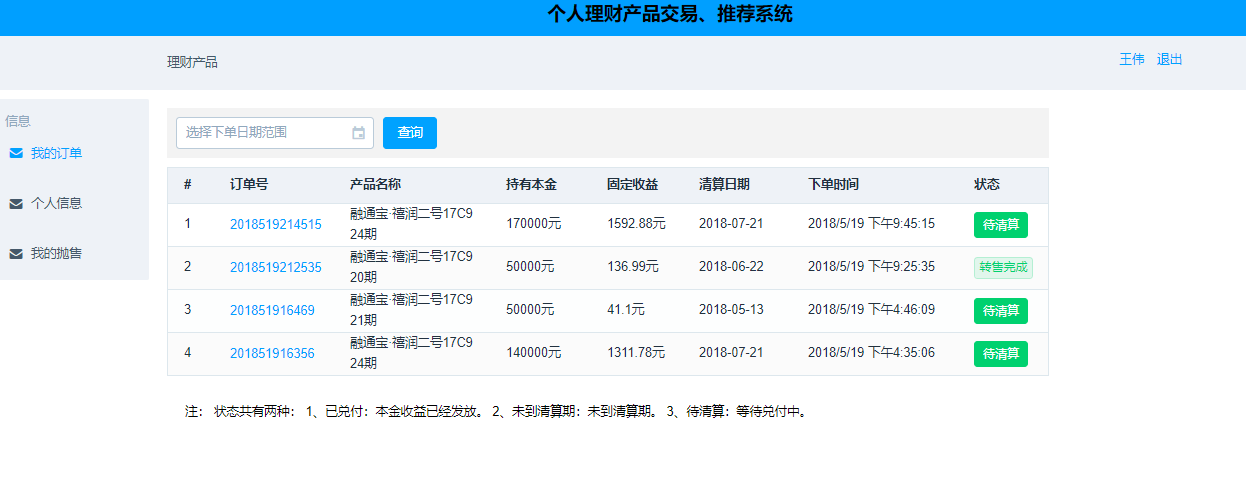 个人理财产品交易、推荐系统
理财产品
王伟 退出
信息
我的订单
个人信息
我的抛售
选择下单日期范围 查询
# 订单号 产品名称 持有本金 固定收益 清算日期 下单时间 状态
1 2018519214515 融通宝·禧润二号17C9 170000元 1592.88元 2018-07-21 2018/5/19 下午9:45:15 待清算
24期
2 2018519212535 融通宝·禧润二号17C9 50000元 136.99元 2018-06-22 2018/5/19 下午9:25:35 转售完成
20期
3 201851916469 融通宝·禧润二号17C9 50000元 41.1元 2018-05-13 2018/5/19 下午4:46:09 待清算
21期
4 201851916356 融通宝·禧润二号17C9 140000元 1311.78元 2018-07-21 2018/5/19 下午4:35:06 待清算
24期
注： 状态共有两种： 1、已兑付：本金收益已经发放。 2、未到清算期：未到清算期。 3、待清算：等待兑付中。